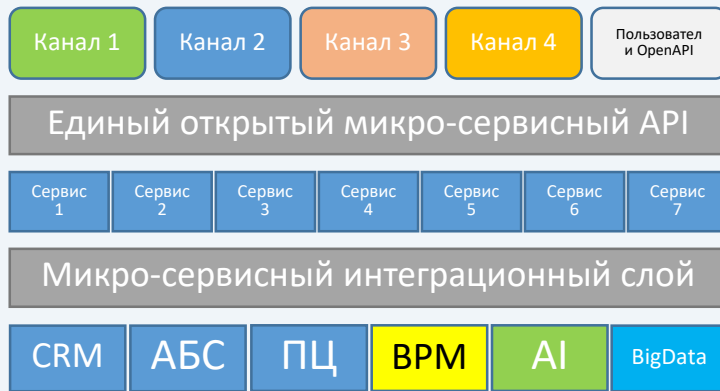 Канал 1
Канал 2
Канал 3
Канал 4
Пользовател
и OpenAPI
Единый открытый микро-сервисный API
Сервис
1
Сервис
2
Сервис
3
Сервис
4
Сервис
5
Сервис
6
Сервис
7
Микро-сервисный интеграционный слой
CRM
АБС
ПЦ
BPM
AI
BigData